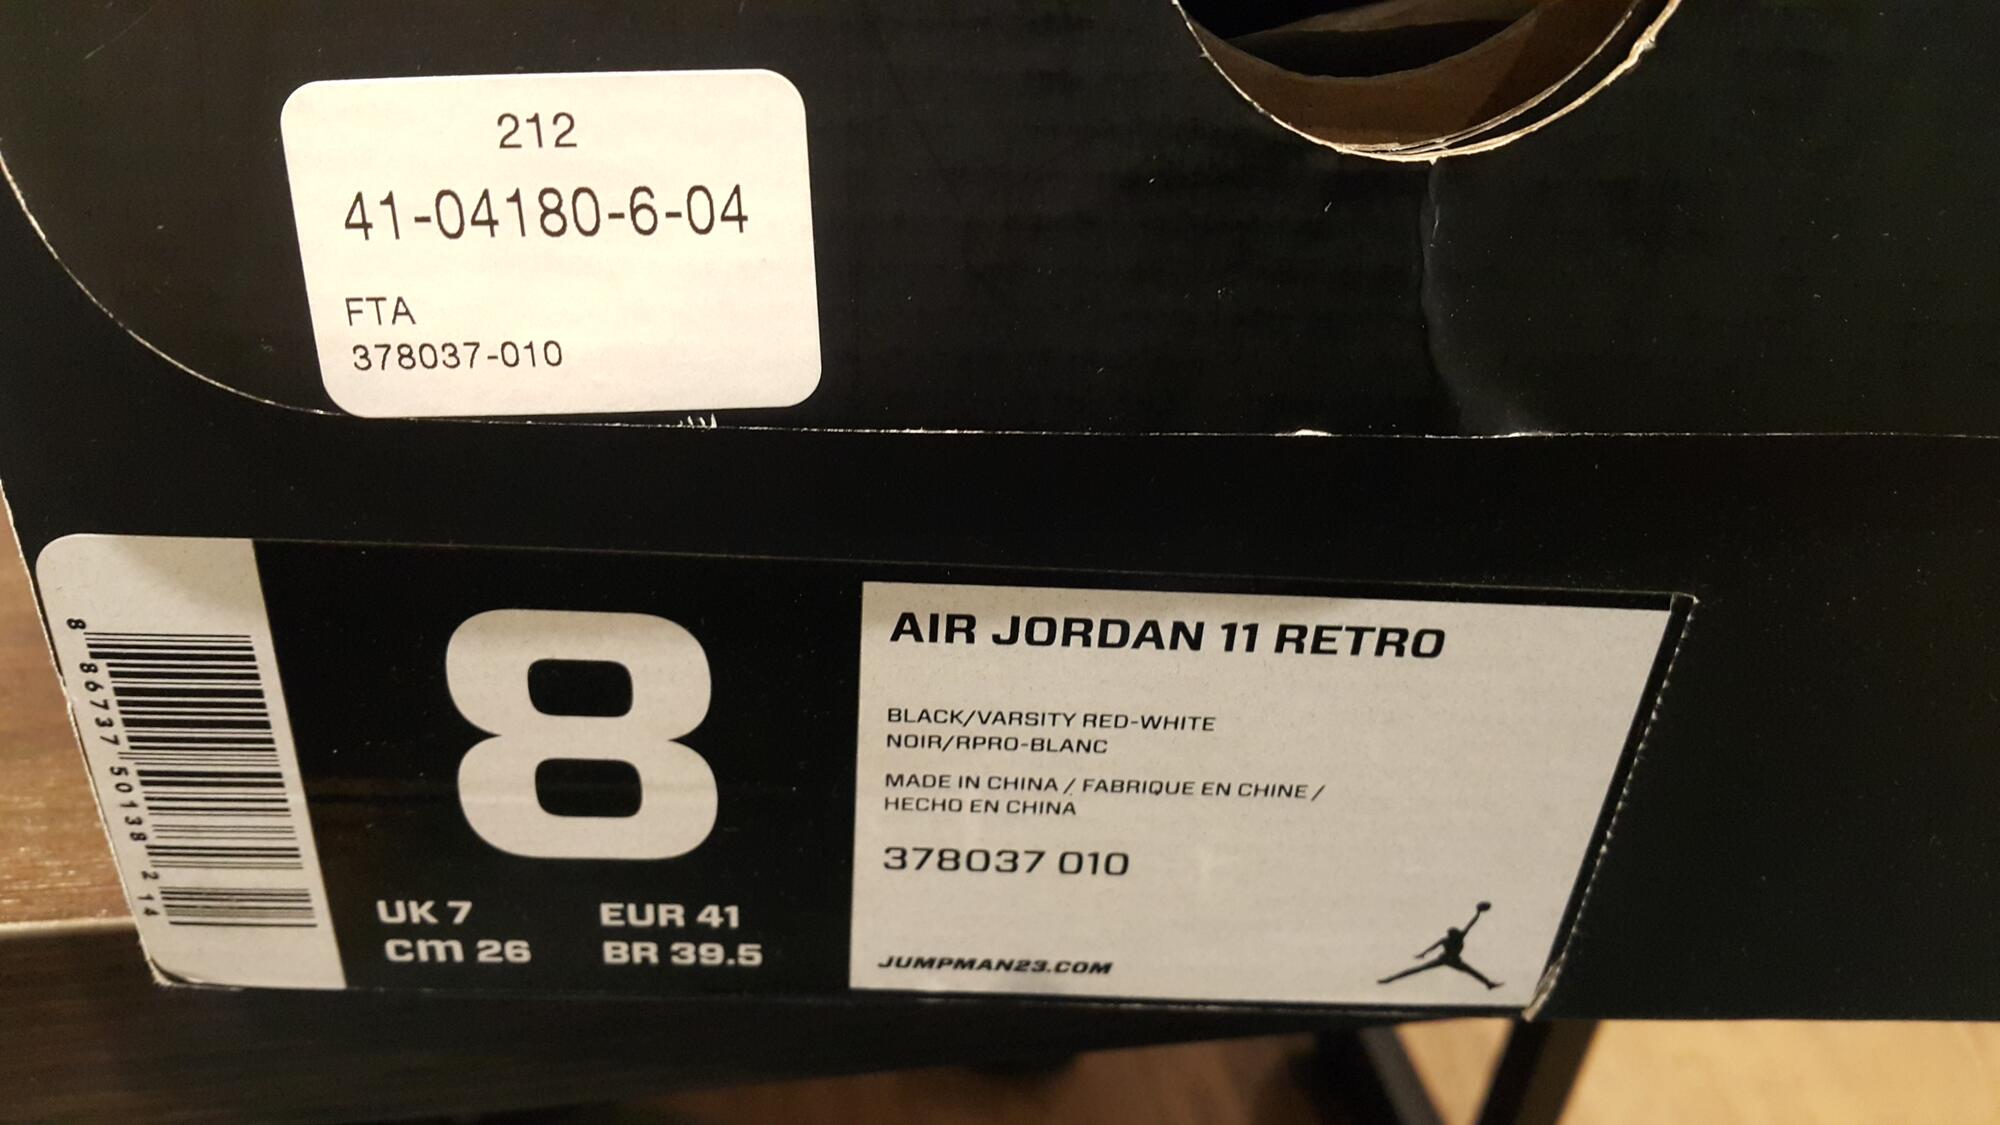 212
41-04180-6-04
FTA
378037-010
8 86737 50138 2 14
8
UK 7 EUR 41
cm 26 BR 39.5
AIR JORDAN 11 RETRO
BLACK/VARSITY RED-WHITE
NOIR/RPRO-BLANC
MADE IN CHINA / FABRIQUE EN CHINE /
HECHO EN CHINA
378037 010
JUMPMAN23.COM